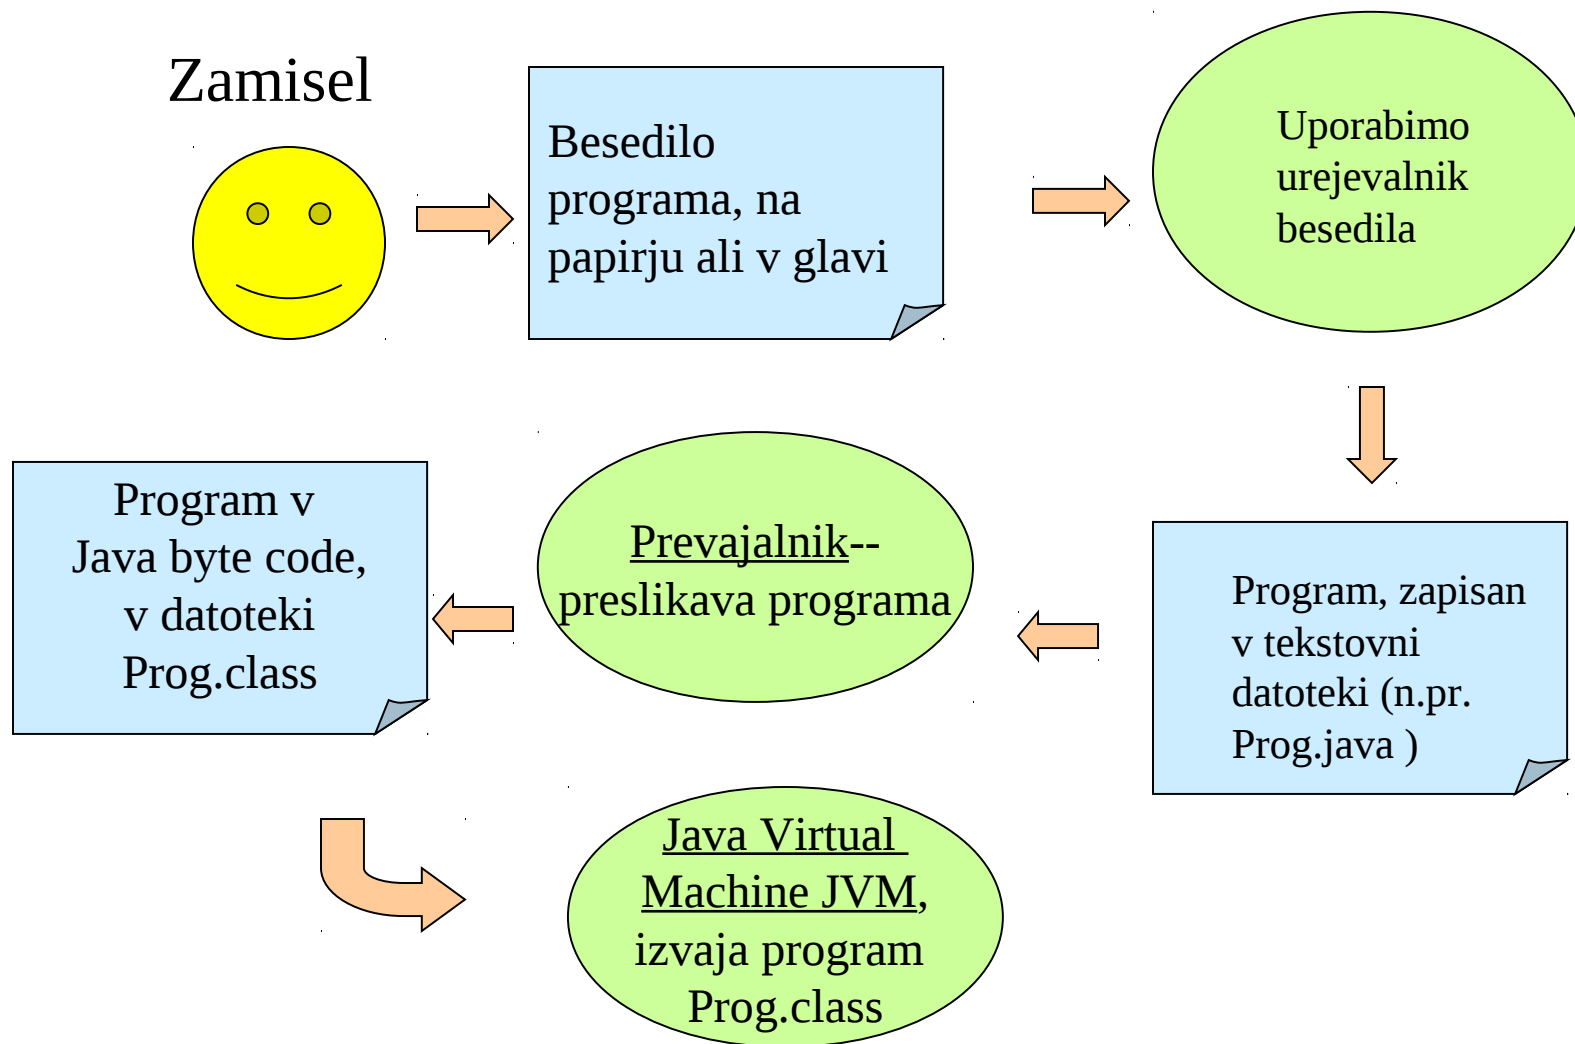 Zamisel
Besedilo
programa, na
papirju ali v glavi
Uporabimo
urejevalnik
besedila
Program, zapisan
v tekstovni
datoteki (n.pr.
Prog.java )
Prevajalnik--
preslikava programa
Program v
Java byte code,
v datoteki
Prog.class
Java Virtual
Machine JVM,
izvaja program
Prog.class